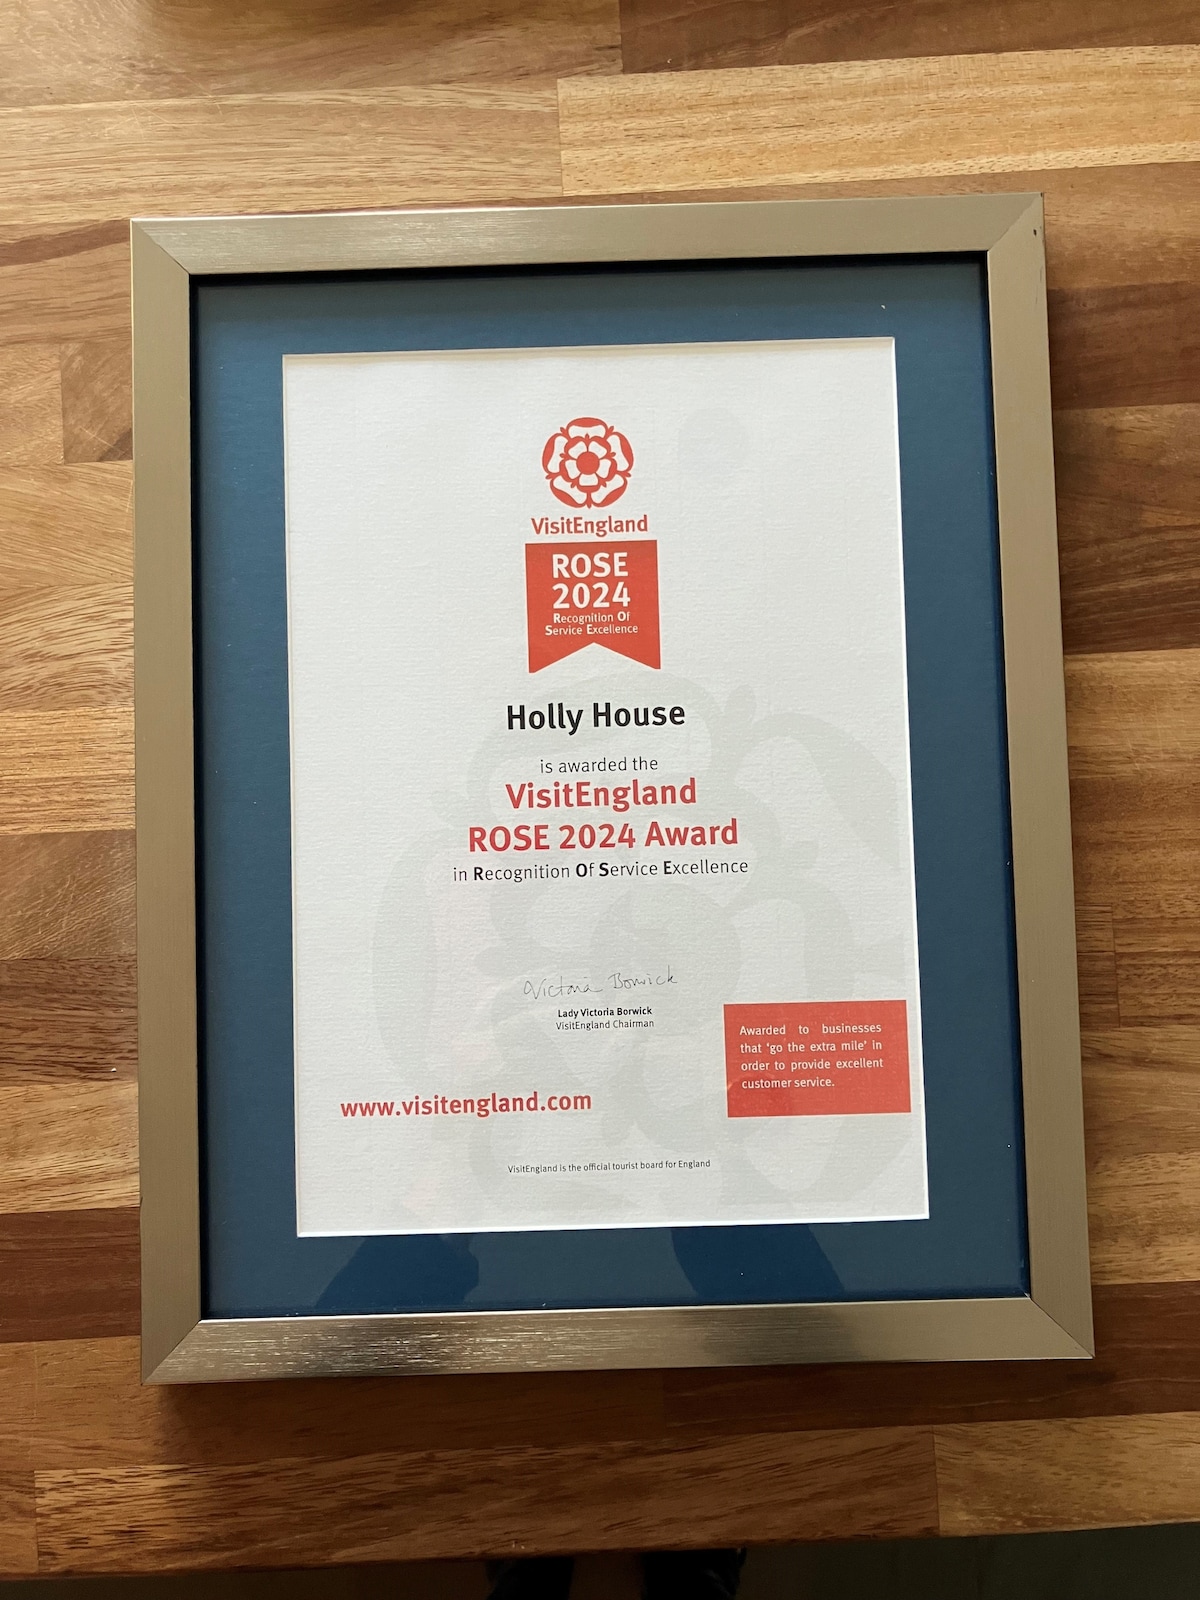 VisitEngland
ROSE
2024
Recognition Of
Service Excellence
Holly House
is awarded the
VisitEngland
ROSE 2024 Award
in Recognition Of Service Excellence
Victoria Borwick
Lady Victoria Borwick
VisitEngland Chairman
Awarded to businesses
that ‘go the extra mile’ in
order to provide excellent
customer service.
www.visitengland.com
VisitEngland is the official tourist board for England